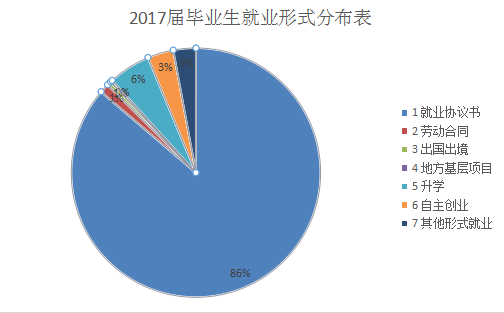 2017届毕业生就业形式分布表
6%
3%
86%
1 就业协议书
2 劳动合同
3 出国出境
4 地方基层项目
5 升学
6 自主创业
7 其他形式就业